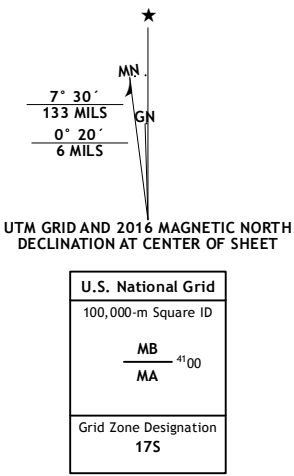 ★
MN
GN
7° 30´
133 MILS
0° 20´
6 MILS
UTM GRID AND 2016 MAGNETIC NORTH
DECLINATION AT CENTER OF SHEET
U.S. National Grid
100,000-m Square ID
MB
4100
MA
Grid Zone Designation
17S